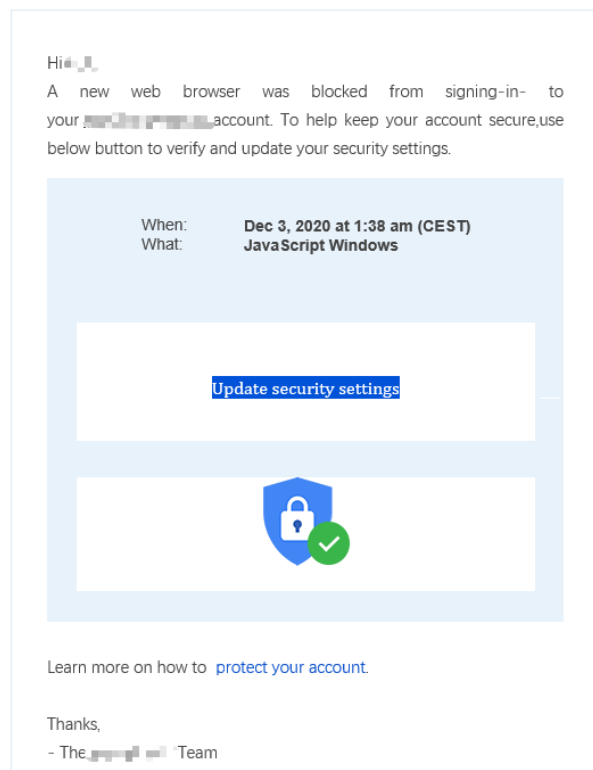 Hi
A new web browser was blocked from signing-in- to
your account. To help keep your account secure,use
below button to verify and update your security settings.
When: Dec 3, 2020 at 1:38 am (CEST)
What: JavaScript Windows
Update security settings
Learn more on how to protect your account.
Thanks,
- The Team